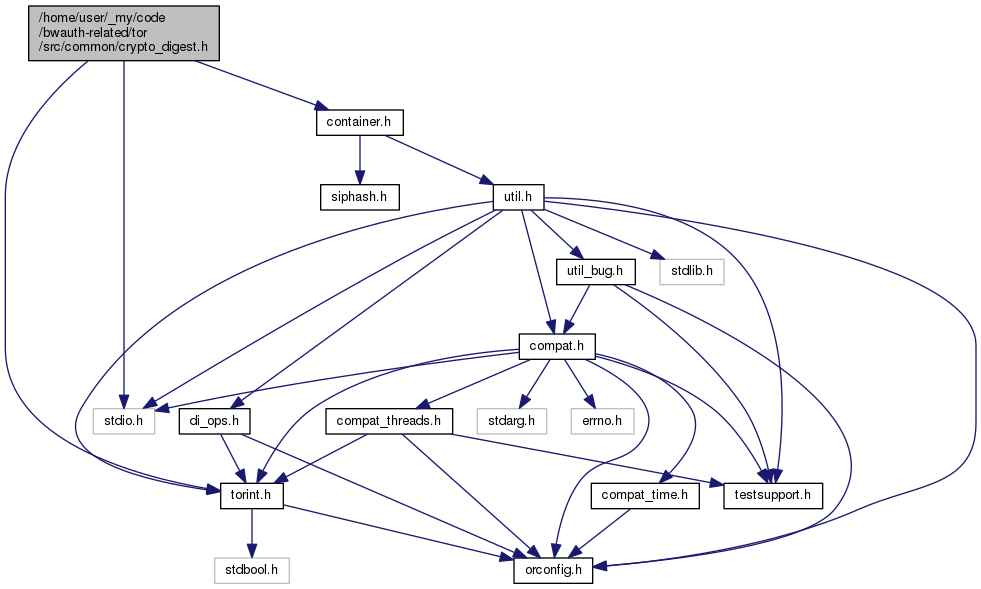 /home/user/_my/code
/bwauth-related/tor
/src/common/crypto_digest.h
container.h
siphash.h
util.h
util_bug.h
stdlib.h
compat.h
stdio.h
di_ops.h
compat_threads.h
stdarg.h
errno.h
torint.h
compat_time.h
testsupport.h
stdbool.h
orconfig.h